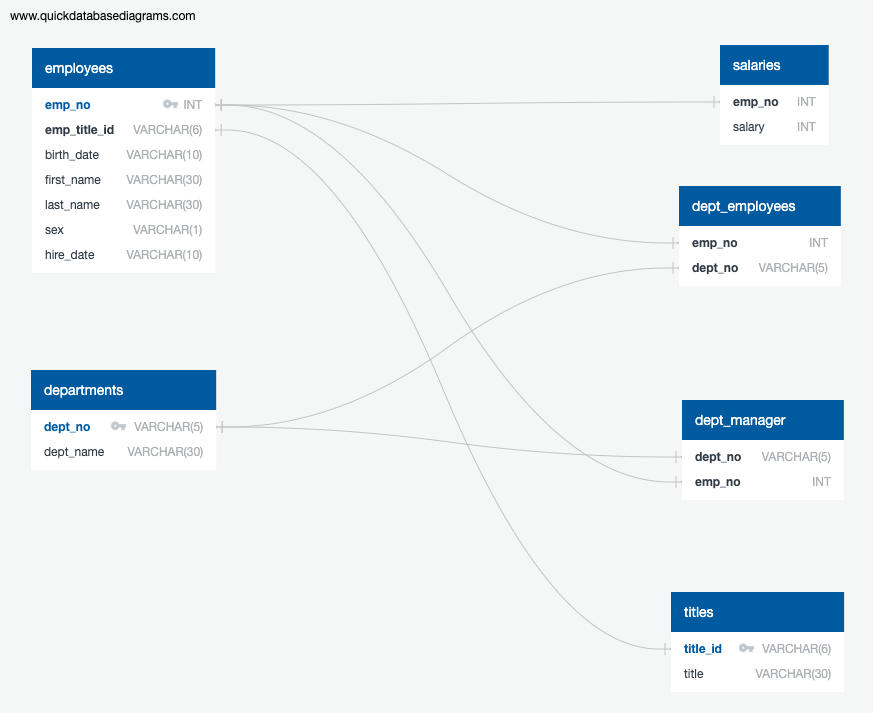 www.quickdatabasediagrams.com
employees
emp_no INT
emp_title_id VARCHAR(6)
birth_date VARCHAR(10)
first_name VARCHAR(30)
last_name VARCHAR(30)
sex VARCHAR(1)
hire_date VARCHAR(10)
salaries
emp_no INT
salary INT
dept_employees
emp_no INT
dept_no VARCHAR(5)
departments
dept_no VARCHAR(5)
dept_name VARCHAR(30)
dept_manager
dept_no VARCHAR(5)
emp_no INT
titles
title_id VARCHAR(6)
title VARCHAR(30)